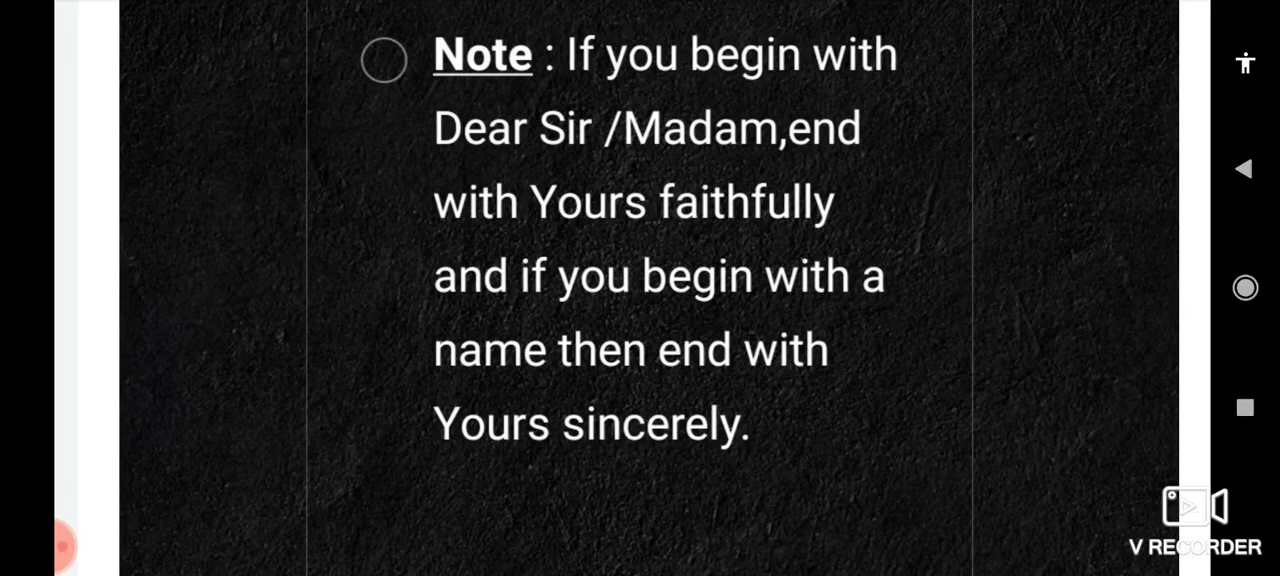 Note : If you begin with
Dear Sir /Madam,end
with Yours faithfully
and if you begin with a
name then end with
Yours sincerely.
V RECORDER